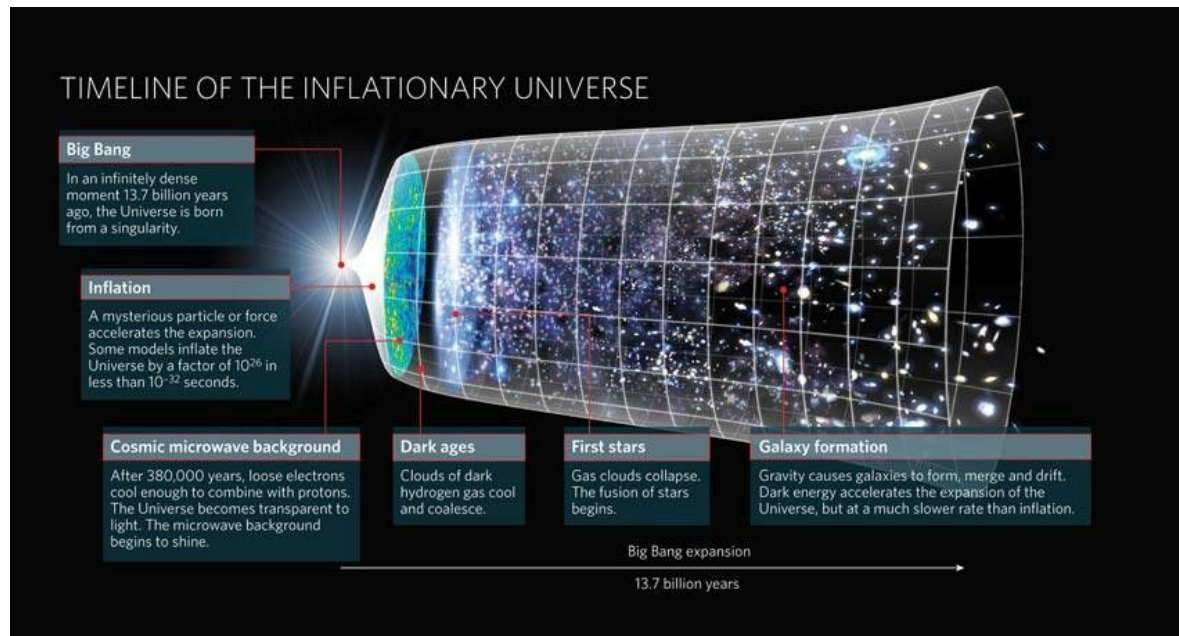 TIMELINE OF THE INFLATIONARY UNIVERSE
Big Bang
In an infinitely dense
moment 13.7 billion years
ago, the Universe is born
from a singularity.
Inflation
A mysterious particle or force
accelerates the expansion.
Some models inflate the
Universe by a factor of 10²⁶ in
less than 10⁻³² seconds.
Cosmic microwave background
After 380,000 years, loose electrons
cool enough to combine with protons.
The Universe becomes transparent to
light. The microwave background
begins to shine.
Dark ages
Clouds of dark
hydrogen gas cool
and coalesce.
First stars
Gas clouds collapse.
The fusion of stars
begins.
Galaxy formation
Gravity causes galaxies to form, merge and drift.
Dark energy accelerates the expansion of the
Universe, but at a much slower rate than inflation.
Big Bang expansion
13.7 billion years